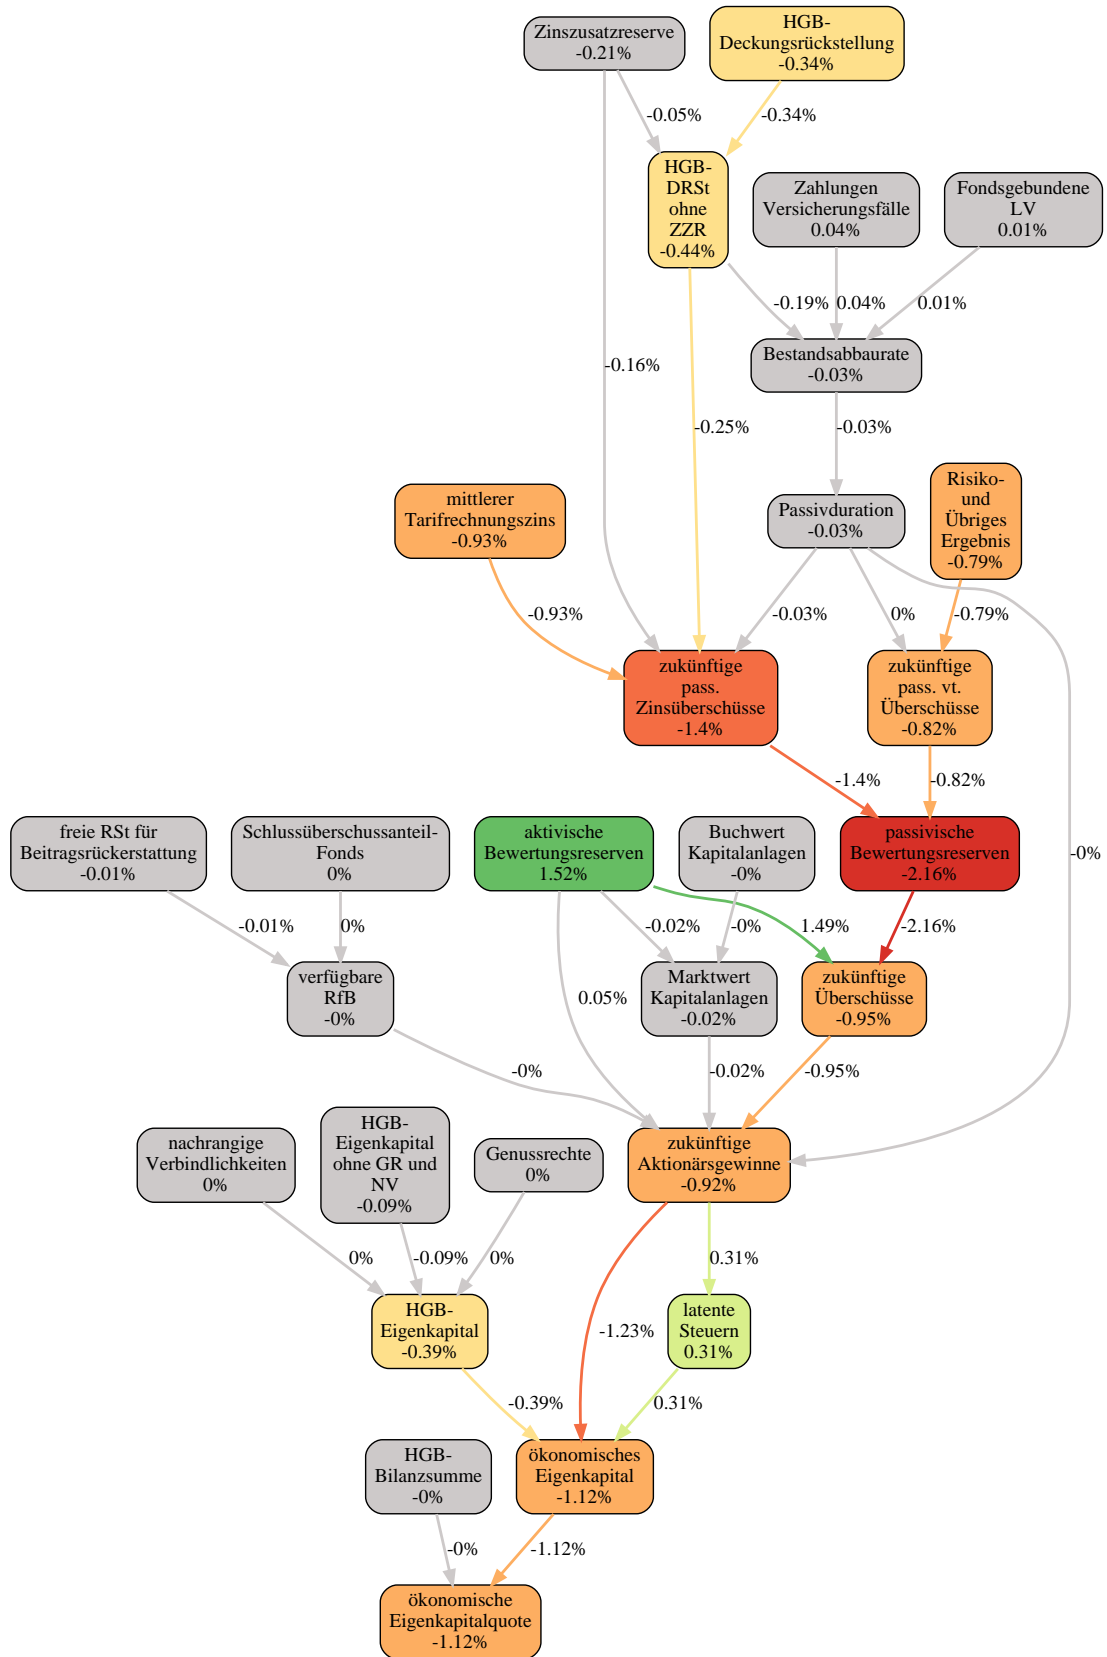 Zinszusatzreserve
-0.21%
HGB-
Deckungsrückstellung
-0.34%
-0.05%
-0.34%
HGB-
DRSt
ohne
ZZR
-0.44%
Zahlungen
Versicherungsfälle
0.04%
Fondsgebundene
LV
0.01%
-0.19%
0.04%
0.01%
Bestandsabbaurate
-0.03%
-0.16%
-0.25%
-0.03%
mittlerer
Tarifrechnungszins
-0.93%
Passivduration
-0.03%
Risiko-
und
Übriges
Ergebnis
-0.79%
-0.93%
-0.03%
0%
-0.79%
zukünftige
pass.
Zinsüberschüsse
-1.4%
zukünftige
pass. vt.
Überschüsse
-0.82%
-1.4%
-0.82%
-0%
freie RSt für
Beitragsrückerstattung
-0.01%
Schlussüberschussanteil-
Fonds
0%
aktivische
Bewertungsreserven
1.52%
Buchwert
Kapitalanlagen
-0%
passivische
Bewertungsreserven
-2.16%
-0.01%
0%
-0.02%
-0%
1.49%
-2.16%
verfügbare
RfB
-0%
0.05%
Marktwert
Kapitalanlagen
-0.02%
zukünftige
Überschüsse
-0.95%
-0%
-0.02%
-0.95%
nachrangige
Verbindlichkeiten
0%
HGB-
Eigenkapital
ohne GR und
NV
-0.09%
Genussrechte
0%
zukünftige
Aktionärsgewinne
-0.92%
0%
-0.09%
0%
0.31%
HGB-
Eigenkapital
-0.39%
-1.23%
latente
Steuern
0.31%
-0.39%
0.31%
HGB-
Bilanzsumme
-0%
ökonomisches
Eigenkapital
-1.12%
-0%
-1.12%
ökonomische
Eigenkapitalquote
-1.12%